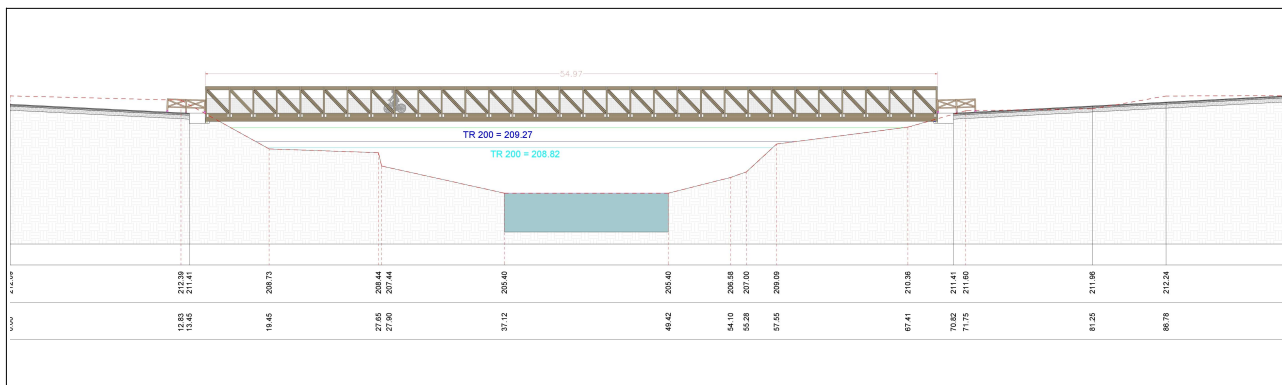 54.97
TR 200 = 209.27
TR 200 = 208.82
212.39 211.41 208.73 208.44 207.44 205.40 205.40 206.58 207.00 209.09 210.36 211.41 211.60 211.96 212.24
12.83 13.45 19.45 27.65 27.90 37.12 49.42 54.10 55.28 57.55 67.41 70.82 71.75 81.25 86.78